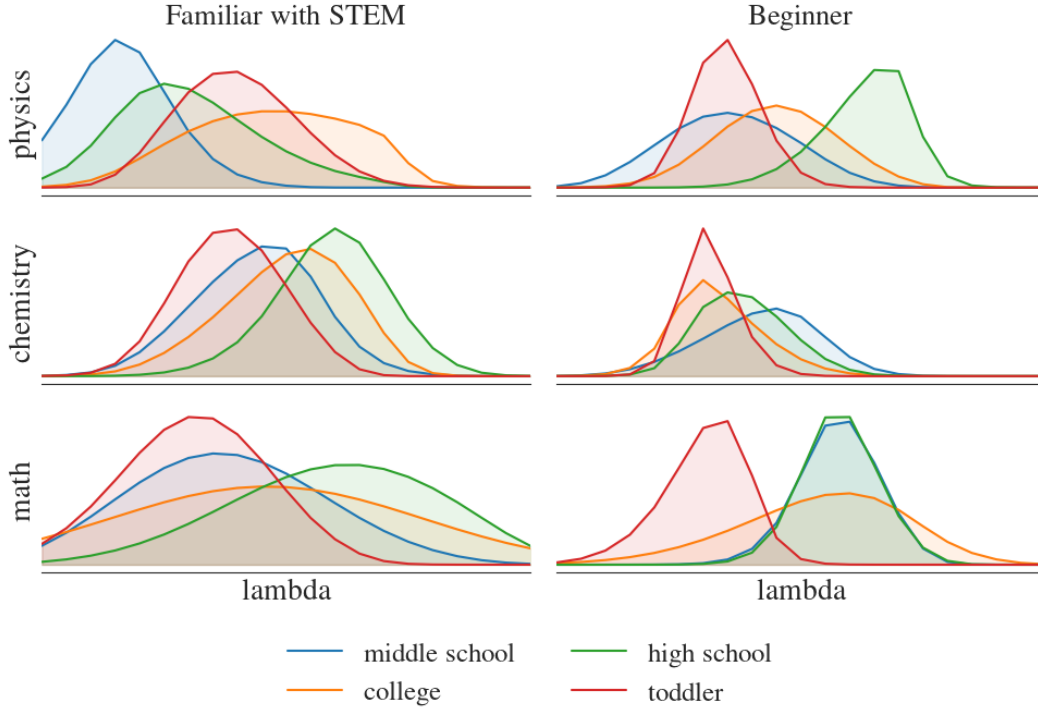 Familiar with STEM
Beginner
physics
chemistry
math
lambda
lambda
middle school
high school
college
toddler